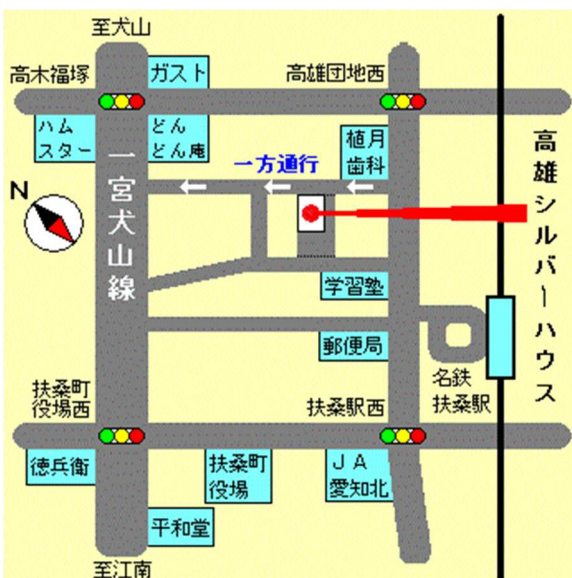 至犬山
高木福塚
ガスト
高雄団地西
ハム
スター
どん
どん庵
植月
歯科
一方通行
N
一宮犬山線
高雄シルバーハウス
学習塾
郵便局
名鉄
扶桑駅
扶桑町
役場西
扶桑駅西
徳兵衛
扶桑町
役場
JA
愛知北
平和堂
至江南